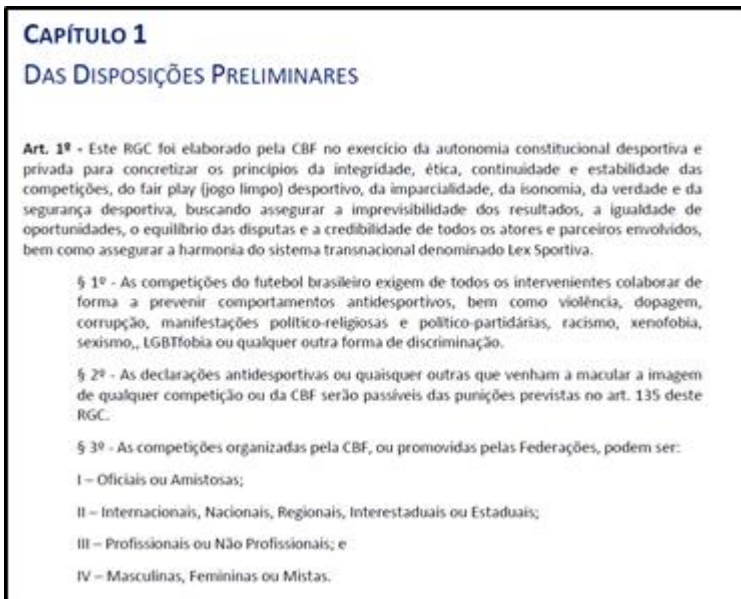 CAPÍTULO 1
DAS DISPOSIÇÕES PRELIMINARES
Art. 1º - Este RGC foi elaborado pela CBF no exercício da autonomia constitucional desportiva e
privada para concretizar os princípios da integridade, ética, continuidade e estabilidade das
competições, do fair play (jogo limpo) desportivo, da imparcialidade, da isonomia, da verdade e da
segurança desportiva, buscando assegurar a imprevisibilidade dos resultados, a igualdade de
oportunidades, o equilíbrio das disputas e a credibilidade de todos os atores e parceiros envolvidos,
bem como assegurar a harmonia do sistema transnacional denominado Lex Sportiva.
§ 1º - As competições do futebol brasileiro exigem de todos os intervenientes colaborar de
forma a prevenir comportamentos antidesportivos, bem como violência, dopagem,
corrupção, manifestações político-religiosas e político-partidárias, racismo, xenofobia,
sexismo,, LGBTfobia ou qualquer outra forma de discriminação.
§ 2º - As declarações antidesportivas ou quaisquer outras que venham a macular a imagem
de qualquer competição ou da CBF serão passíveis das punições previstas no art. 135 deste
RGC.
§ 3º - As competições organizadas pela CBF, ou promovidas pelas Federações, podem ser:
I – Oficiais ou Amistosas;
II – Internacionais, Nacionais, Regionais, Interestaduais ou Estaduais;
III – Profissionais ou Não Profissionais; e
IV – Masculinas, Femininas ou Mistas.